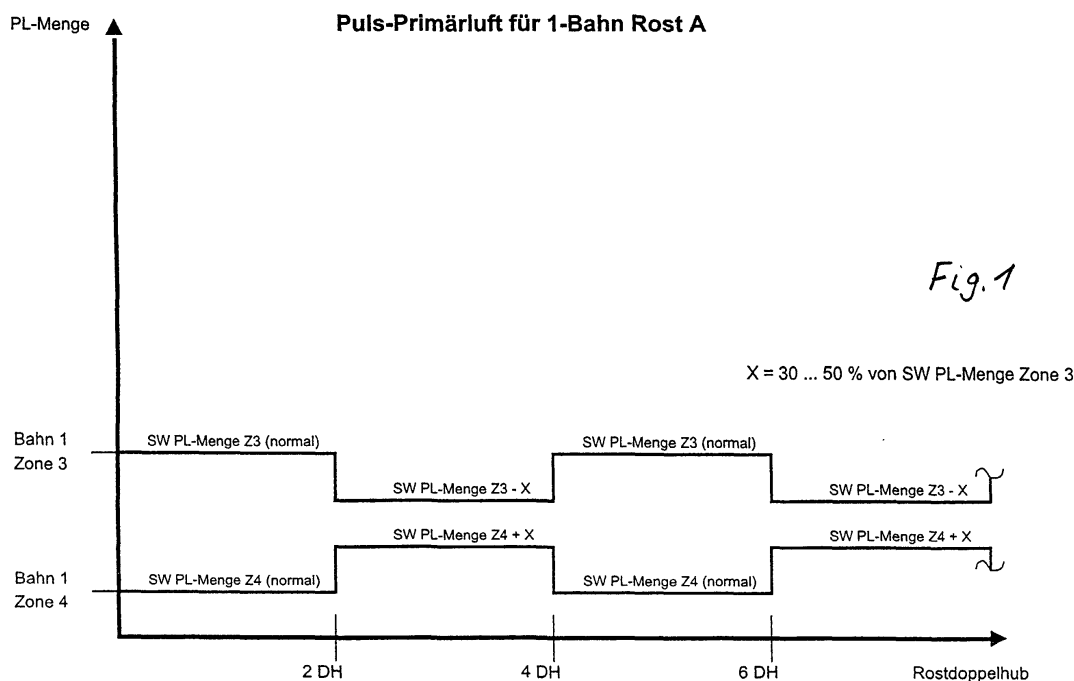 PL-Menge
Puls-Primärluft für 1-Bahn Rost A
Fig. 1
X = 30 ... 50 % von SW PL-Menge Zone 3
Bahn 1
Zone 3
SW PL-Menge Z3 (normal)
SW PL-Menge Z3 - X
SW PL-Menge Z3 (normal)
SW PL-Menge Z3 - X
SW PL-Menge Z4 + X
SW PL-Menge Z4 + X
Bahn 1
Zone 4
SW PL-Menge Z4 (normal)
SW PL-Menge Z4 (normal)
2 DH
4 DH
6 DH
Rostdoppelhub